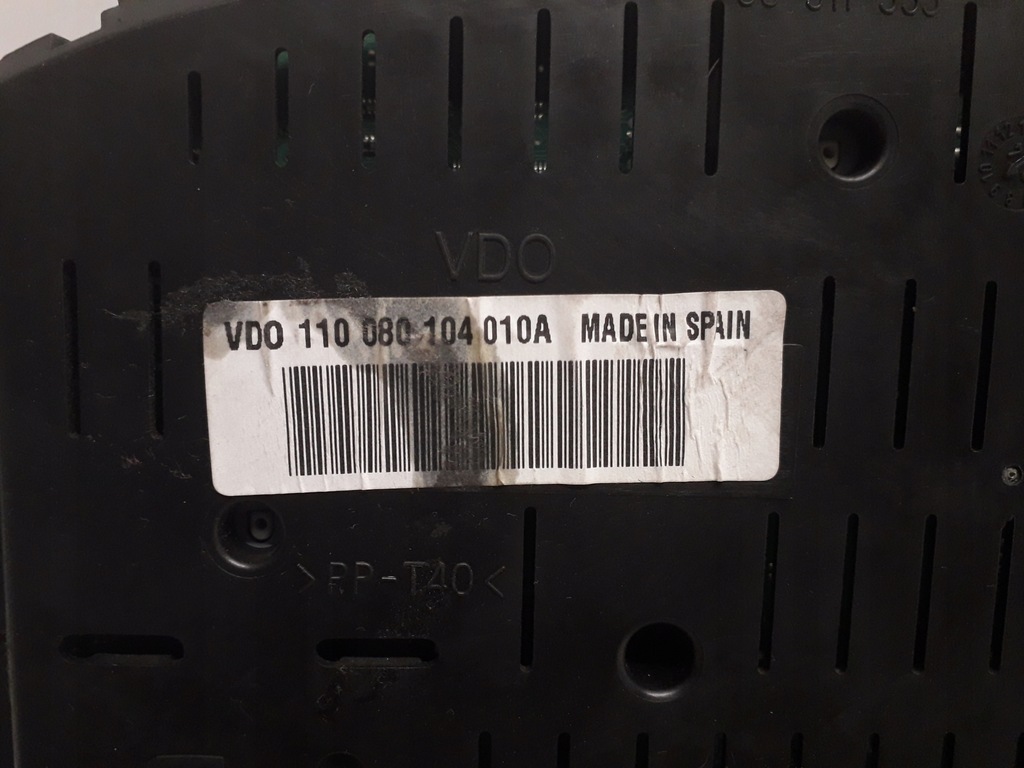 VDO
VDO 110 080 104 010A MADE IN SPAIN
>PP-T40<